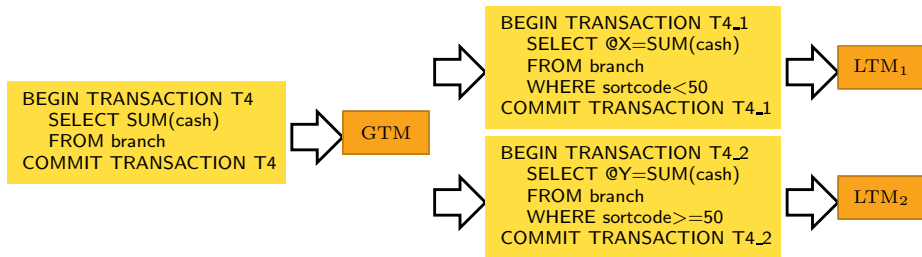 BEGIN TRANSACTION T4
SELECT SUM(cash)
FROM branch
COMMIT TRANSACTION T4
GTM
BEGIN TRANSACTION T4_1
SELECT @X=SUM(cash)
FROM branch
WHERE sortcode<50
COMMIT TRANSACTION T4_1
LTM₁
BEGIN TRANSACTION T4_2
SELECT @Y=SUM(cash)
FROM branch
WHERE sortcode>=50
COMMIT TRANSACTION T4_2
LTM₂